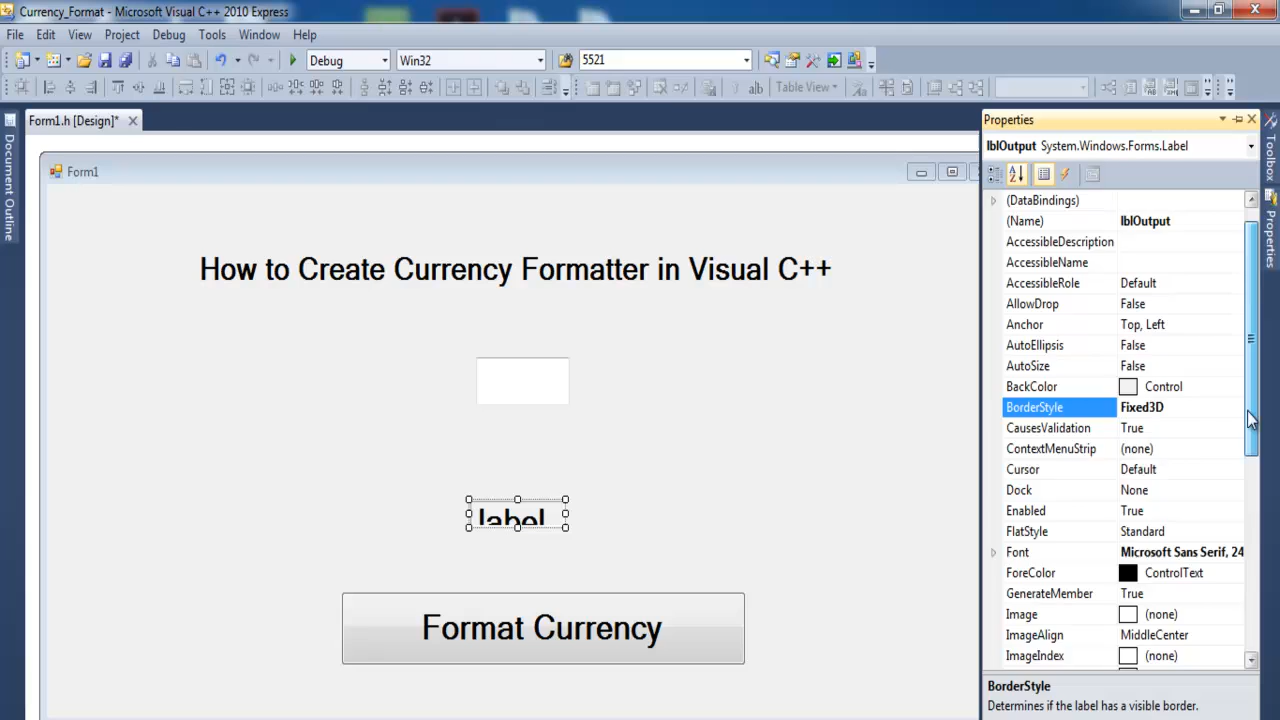 Currency_Format - Microsoft Visual C++ 2010 Express
File Edit View Project Debug Tools Window Help
Debug Win32 5521
ab Table View
Form1.h [Design]*
Document Outline
Form1
How to Create Currency Formatter in Visual C++
label
Format Currency
Properties
lblOutput System.Windows.Forms.Label
(DataBindings)
(Name) lblOutput
AccessibleDescription
AccessibleName
AccessibleRole Default
AllowDrop False
Anchor Top, Left
AutoEllipsis False
AutoSize False
BackColor Control
BorderStyle Fixed3D
CausesValidation True
ContextMenuStrip (none)
Cursor Default
Dock None
Enabled True
FlatStyle Standard
Font Microsoft Sans Serif, 24
ForeColor ControlText
GenerateMember True
Image (none)
ImageAlign MiddleCenter
ImageIndex (none)
BorderStyle
Determines if the label has a visible border.
Toolbox
Properties